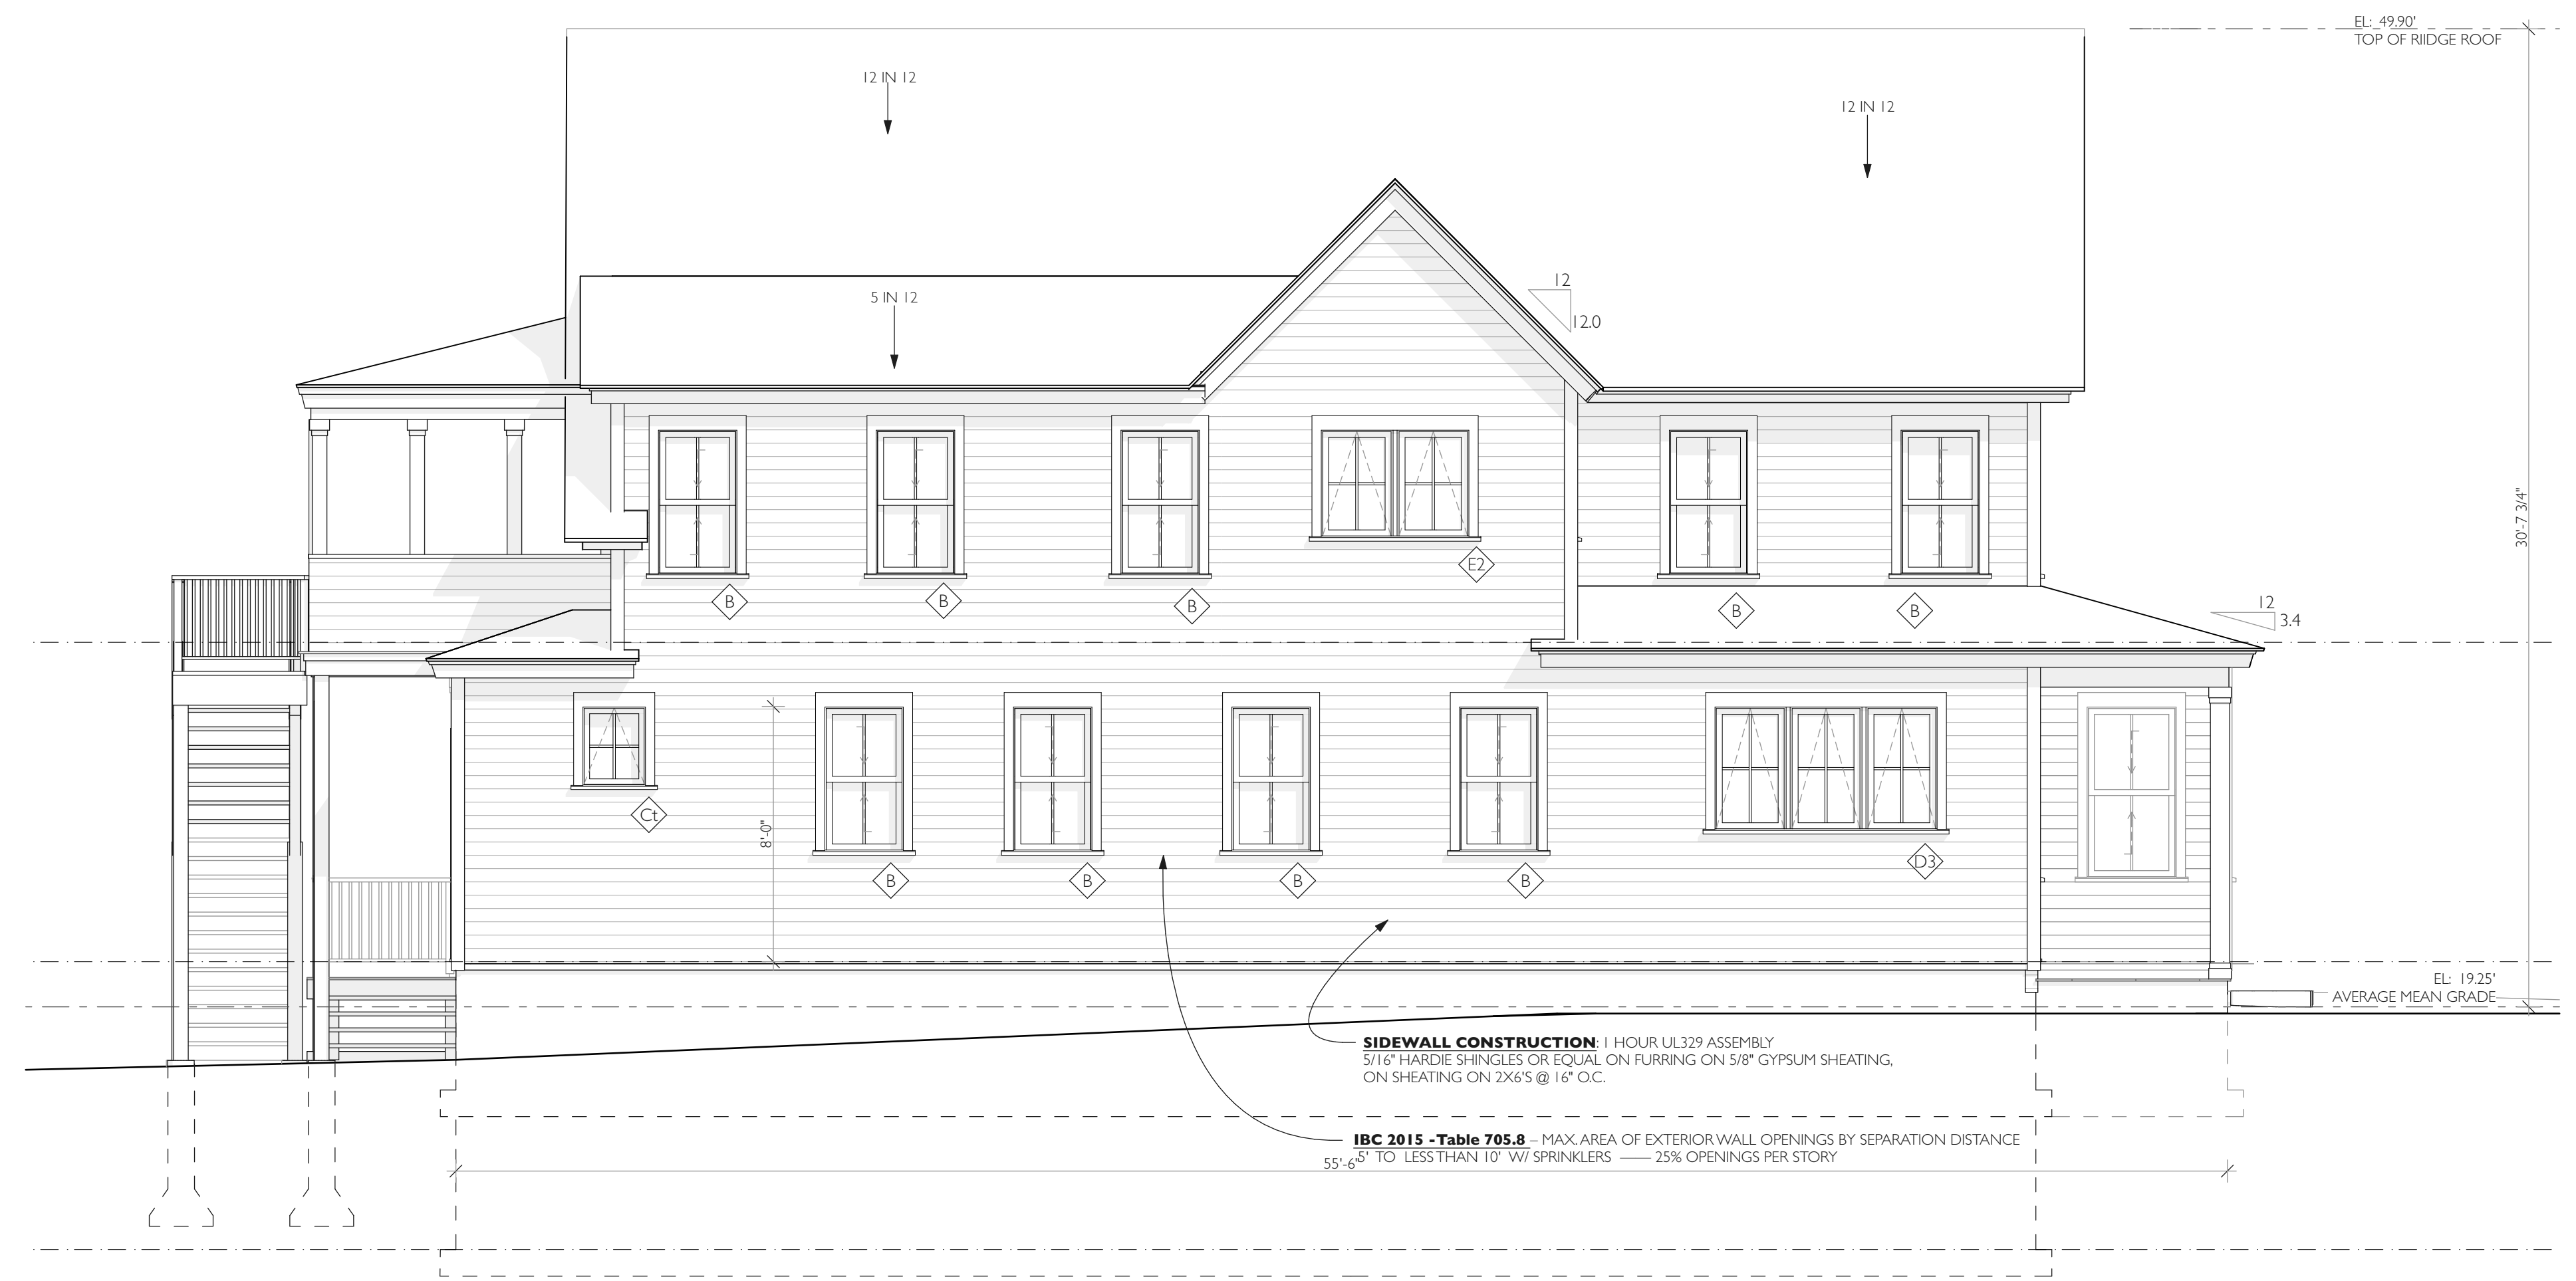 EL: 49.90'
TOP OF RIIDGE ROOF
12 IN 12
12 IN 12
12
12.0
5 IN 12
30'-7 3/4"
E2
B
B
B
B
B
12
3.4
Ct
8'-0"
D3
B
B
B
B
EL: 19.25'
AVERAGE MEAN GRADE
SIDEWALL CONSTRUCTION: 1 HOUR UL329 ASSEMBLY
5/16" HARDIE SHINGLES OR EQUAL ON FURRING ON 5/8" GYPSUM SHEATING,
ON SHEATING ON 2X6'S @ 16" O.C.
IBC 2015 -Table 705.8 – MAX. AREA OF EXTERIOR WALL OPENINGS BY SEPARATION DISTANCE
5' TO LESS THAN 10' W/ SPRINKLERS —— 25% OPENINGS PER STORY
55'-6"